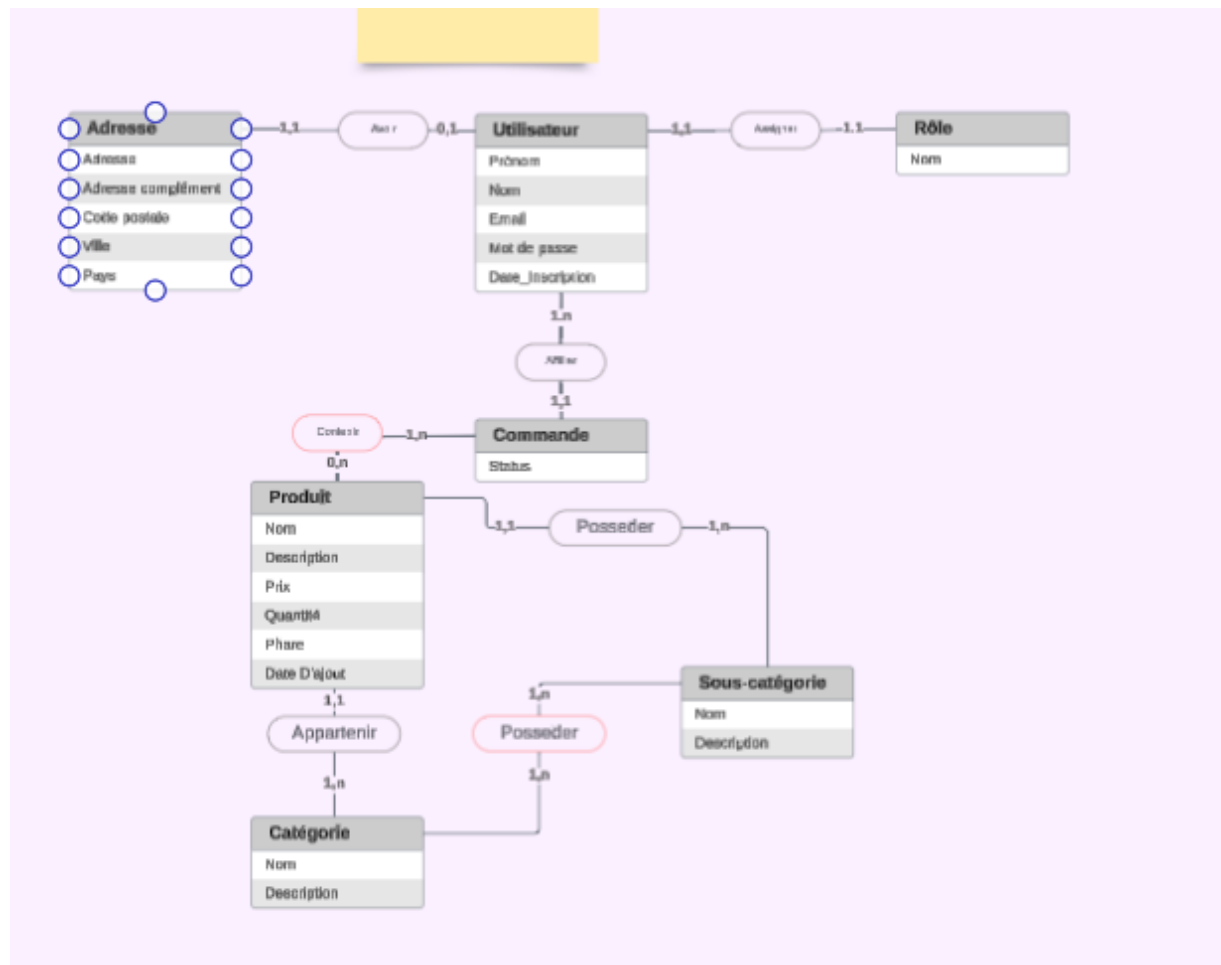 Adresse
Adresse
Adresse complément
Code postale
Ville
Pays
1,1
0,1
Utilisateur
Prénom
Nom
Email
Mot de passe
Date_Inscription
1,1
1,1
Rôle
Nom
1,n
1,1
Commande
Status
Contenir
1,n
0,n
Produit
Nom
Description
Prix
Quantité
Phare
Date D'ajout
1,1
Posseder
1,n
Sous-catégorie
Nom
Description
1,1
Appartenir
1,n
1,n
Posseder
1,n
Catégorie
Nom
Description